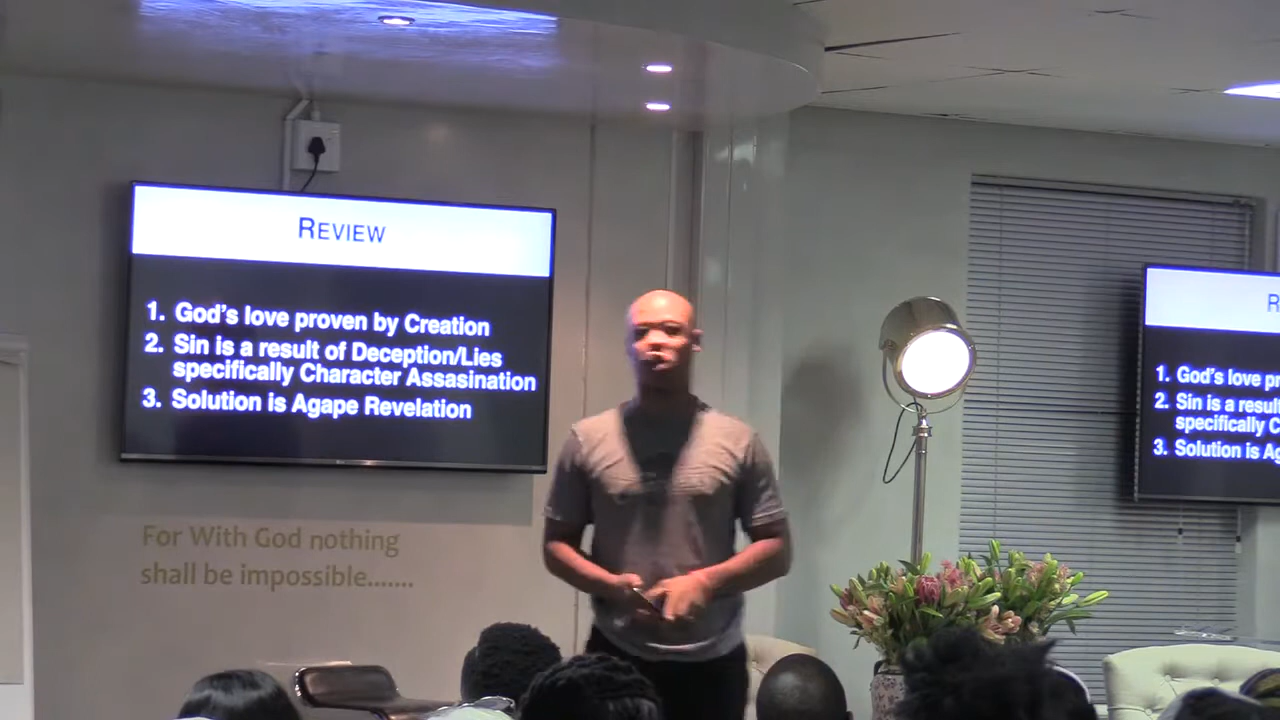 REVIEW
1. God's love proven by Creation
2. Sin is a result of Deception/Lies
specifically Character Assasination
3. Solution is Agape Revelation
For With God nothing
shall be impossible.......
R
1. God's love pr
2. Sin is a result
specifically C
3. Solution is Ag